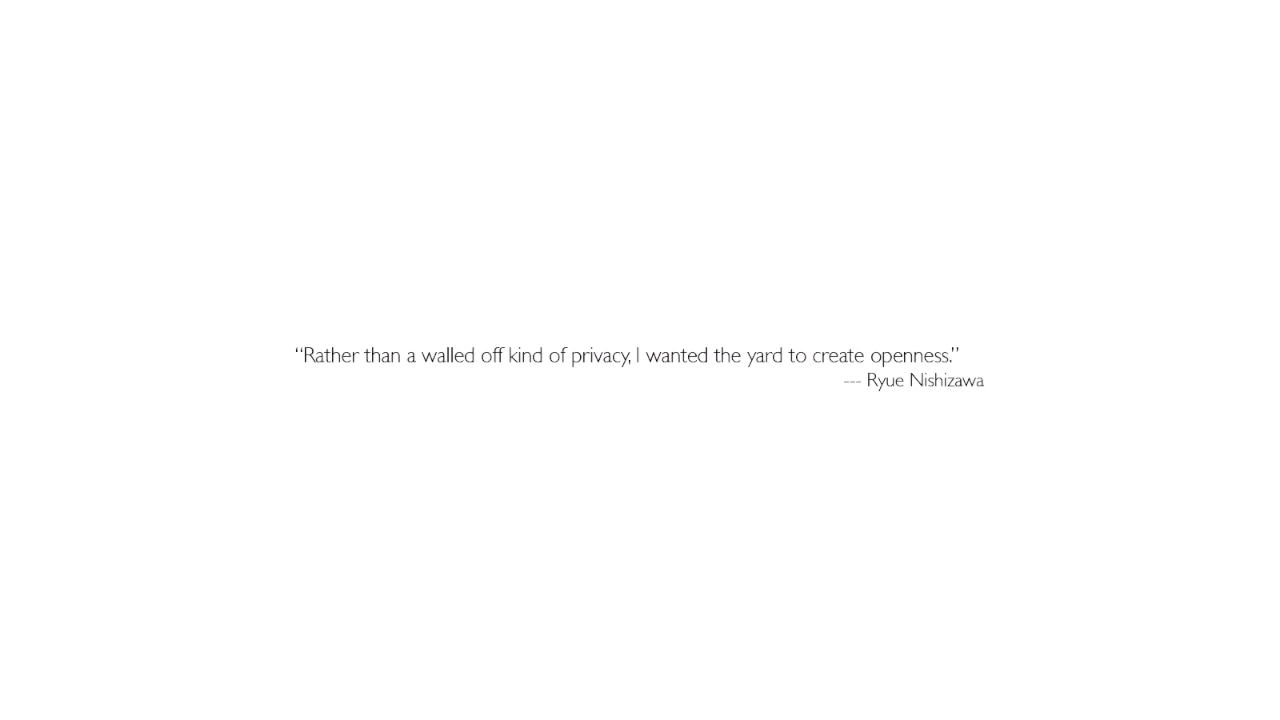 “Rather than a walled off kind of privacy, I wanted the yard to create openness.”
--- Ryue Nishizawa